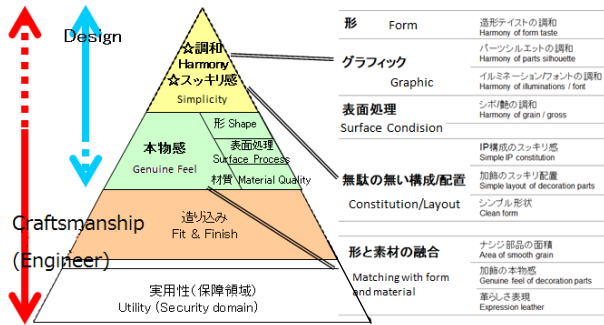 Design
☆調和
Harmony
☆スッキリ感
Simplicity
本物感
Genuine Feel
形 Shape
表面処理
Surface Process
材質 Material Quality
造り込み
Fit & Finish
実用性(保障領域)
Utility (Security domain)
Craftsmanship
(Engineer)
形 Form
造形テイストの調和
Harmony of form taste
グラフィック
Graphic
パーツシルエットの調和
Harmony of parts silhouette
イルミネーション/フォントの調和
Harmony of illuminations / font
表面処理
Surface Condision
シボ/艶の調和
Harmony of grain / gross
無駄の無い構成/配置
Constitution/Layout
IP構成のスッキリ感
Simple IP constitution
加飾のスッキリ配置
Simple layout of decoration parts
シンプル形状
Clean form
形と素材の融合
Matching with form
and material
ナシジ部品の面積
Area of smooth grain
加飾の本物感
Genuine feel of decoration parts
革らしさ表現
Expression leather